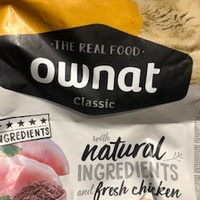 · THE REAL FOOD ·
ownat
classic
INGREDIENTS
with
natural
INGREDIENTS
and fresh chicken